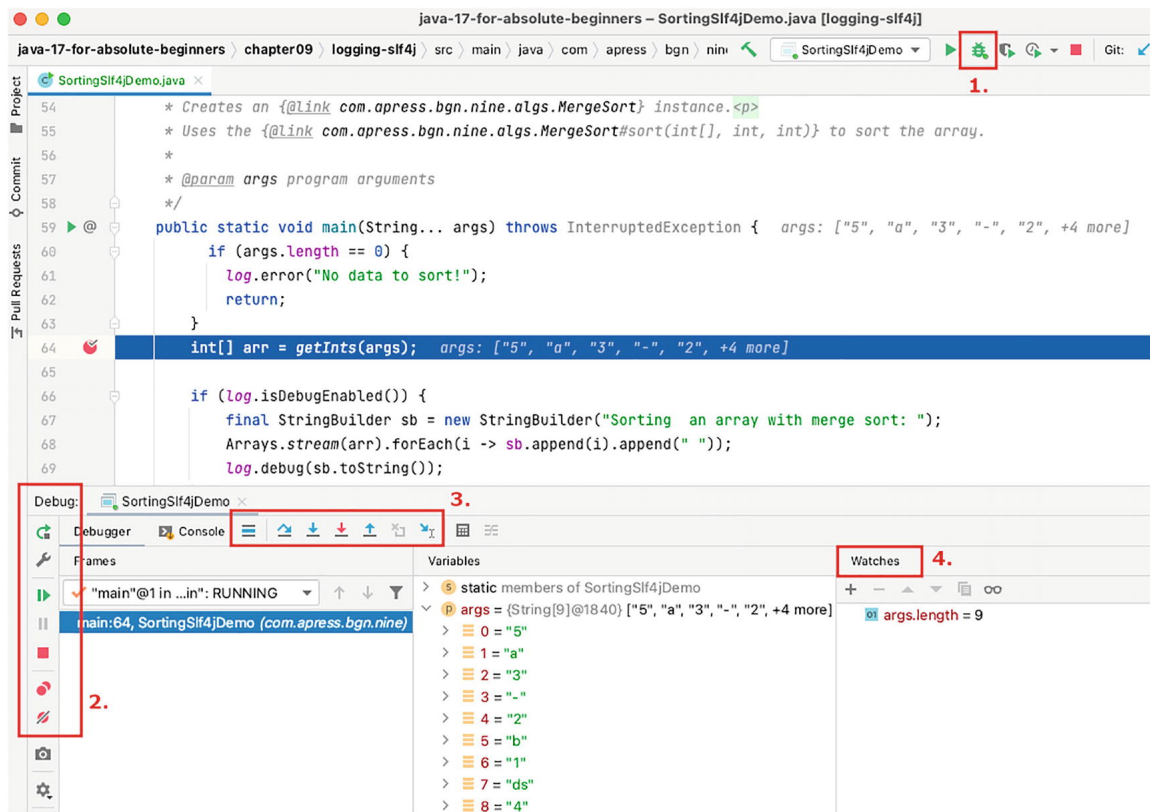 java-17-for-absolute-beginners – SortingSlf4jDemo.java [logging-slf4j]
java-17-for-absolute-beginners 〉 chapter09 〉 logging-slf4j 〉 src 〉 main 〉 java 〉 com 〉 apress 〉 bgn 〉 SortingSlf4jDemo Git:
1.
SortingSlf4jDemo.java
Project
Commit
Pull Requests
54 * Creates an {@link com.apress.bgn.nine.algs.MergeSort} instance.<p>
55 * Uses the {@link com.apress.bgn.nine.algs.MergeSort#sort(int[], int, int)} to sort the array.
56 *
57 * @param args program arguments
58 */
59 @ public static void main(String... args) throws InterruptedException { args: ["5", "a", "3", "-", "2", +4 more]
60 if (args.length == 0) {
61 log.error("No data to sort!");
62 return;
63 }
64 int[] arr = getInts(args); args: ["5", "a", "3", "-", "2", +4 more]
65
66 if (log.isDebugEnabled()) {
67 final StringBuilder sb = new StringBuilder("Sorting  an array with merge sort: ");
68 Arrays.stream(arr).forEach(i -> sb.append(i).append(" "));
69 log.debug(sb.toString());
Debug: SortingSlf4jDemo
3.
Debugger Console
Frames Variables Watches 4.
"main"@1 in ...in": RUNNING
main:64, SortingSlf4jDemo (com.apress.bgn.nine)
2.
static members of SortingSlf4jDemo
args = {String[9]@1840} ["5", "a", "3", "-", "2", +4 more]
0 = "5"
1 = "a"
2 = "3"
3 = "-"
4 = "2"
5 = "b"
6 = "1"
7 = "ds"
8 = "4"
args.length = 9